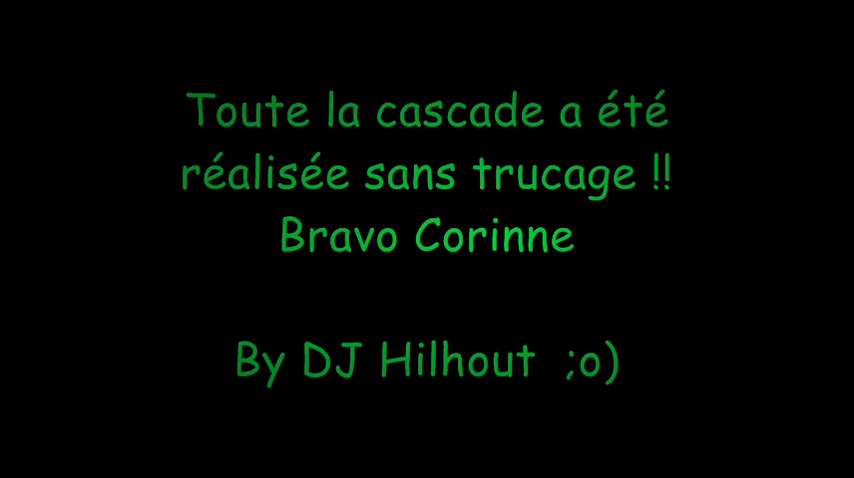 Toute la cascade a été
réalisée sans trucage !!
Bravo Corinne
By DJ Hilhout ;o)